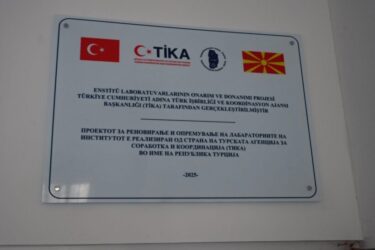 TİKA
ENSTİTÜ LABORATUVARLARININ ONARIM VE DONANIMI PROJESİ
TÜRKİYE CUMHURİYETİ ADINA TÜRK İŞBİRLİĞİ VE KOORDİNASYON AJANSI
BAŞKANLIĞI (TİKA) TARAFINDAN GERÇEKLEŞTİRİLMİŞTİR
ПРОЕКТОТ ЗА РЕНОВИРАЊЕ И ОПРЕМУВАЊЕ НА ЛАБАРАТОРИИТЕ НА
ИНСТИТУТОТ Е РЕАЛИЗИРАН ОД СТРАНА НА ТУРСКАТА АГЕНЦИЈА ЗА
СОРАБОТКА И КООРДИНАЦИЈА (ТИКА)
ВО ИМЕ НА РЕПУБЛИКА ТУРЦИЈА
-2025-